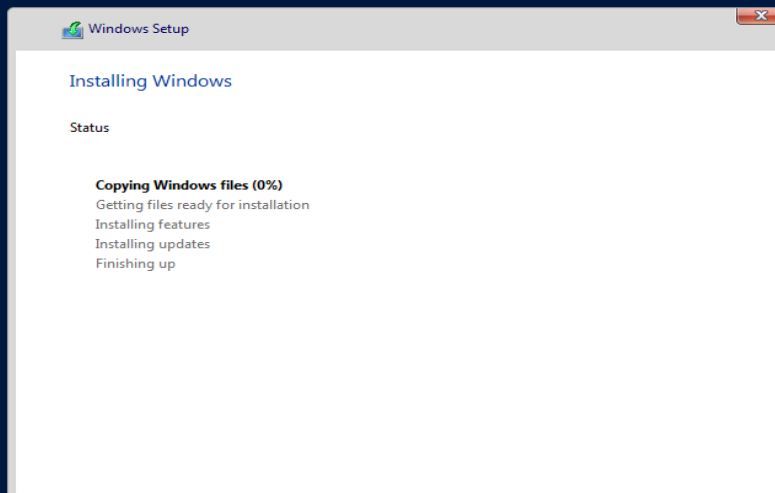 Windows Setup
Installing Windows
Status
Copying Windows files (0%)
Getting files ready for installation
Installing features
Installing updates
Finishing up